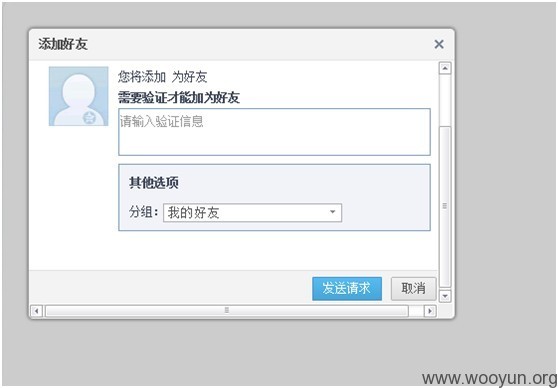 添加好友
您将添加 为好友
需要验证才能加为好友
请输入验证信息
其他选项
分组：我的好友
发送请求 取消
www.wooyun.org